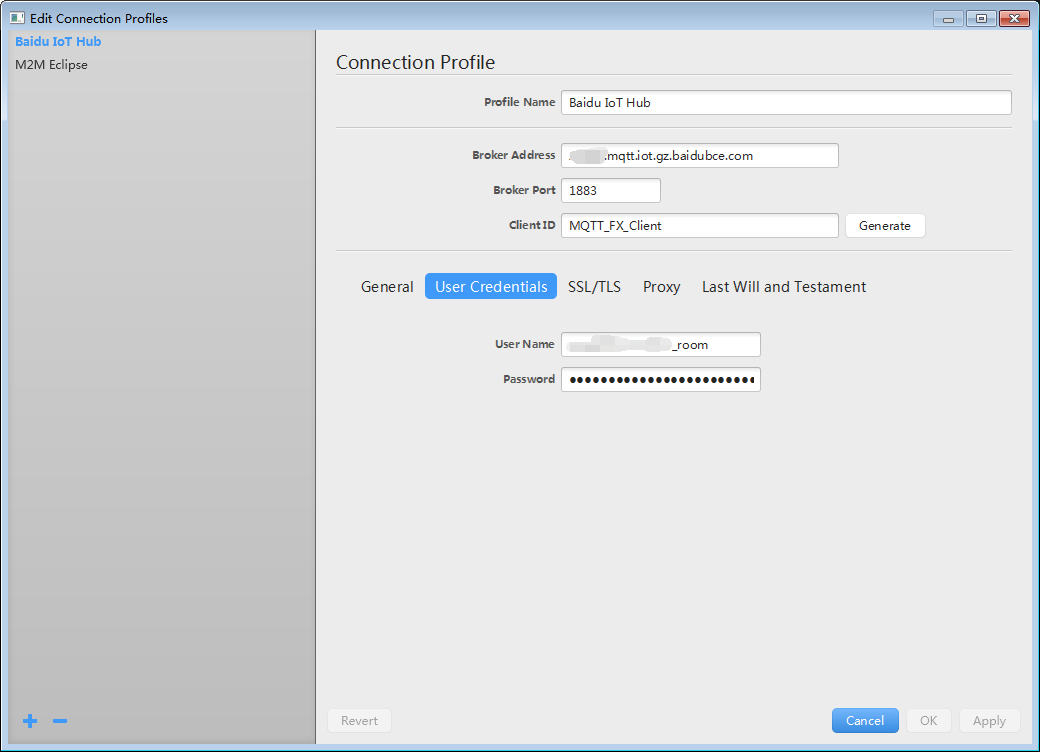 Edit Connection Profiles
Baidu IoT Hub
M2M Eclipse
Connection Profile
Profile Name Baidu IoT Hub
Broker Address .mqtt.iot.gz.baidubce.com
Broker Port 1883
Client ID MQTT_FX_Client Generate
General User Credentials SSL/TLS Proxy Last Will and Testament
User Name _room
Password ●●●●●●●●●●●●●●●●●●●●●●●●
Revert Cancel OK Apply